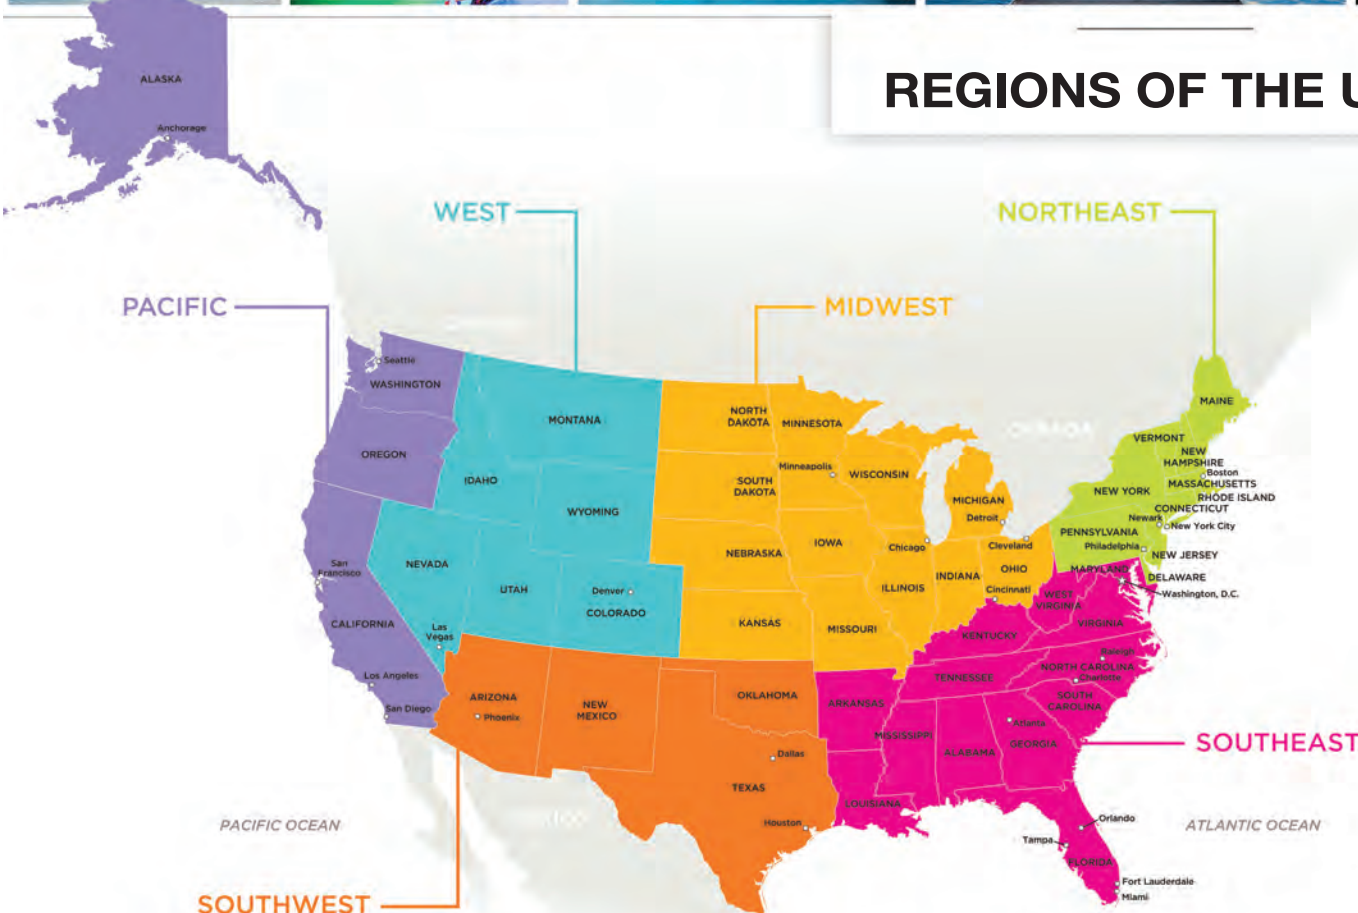 REGIONS OF THE U
ALASKA
Anchorage
WEST
NORTHEAST
PACIFIC
MIDWEST
Seattle
WASHINGTON
OREGON
MONTANA
IDAHO
WYOMING
NEVADA
UTAH
Denver
COLORADO
San
Francisco
CALIFORNIA
Las
Vegas
Los Angeles
San Diego
NORTH
DAKOTA
MINNESOTA
Minneapolis
WISCONSIN
SOUTH
DAKOTA
MICHIGAN
Detroit
NEBRASKA
IOWA
Chicago
Cleveland
ILLINOIS
INDIANA
OHIO
Cincinnati
KANSAS
MISSOURI
CANADA
MAINE
VERMONT
NEW
HAMPSHIRE
Boston
MASSACHUSETTS
NEW YORK
RHODE ISLAND
CONNECTICUT
Newark
New York City
PENNSYLVANIA
Philadelphia
NEW JERSEY
MARYLAND
DELAWARE
Washington, D.C.
WEST
VIRGINIA
VIRGINIA
KENTUCKY
Raleigh
NORTH CAROLINA
Charlotte
TENNESSEE
SOUTH
CAROLINA
ARKANSAS
Atlanta
MISSISSIPPI
ALABAMA
GEORGIA
LOUISIANA
SOUTHEAST
ARIZONA
Phoenix
NEW
MEXICO
OKLAHOMA
Dallas
TEXAS
Houston
Orlando
Tampa
FLORIDA
Fort Lauderdale
Miami
PACIFIC OCEAN
ATLANTIC OCEAN
SOUTHWEST